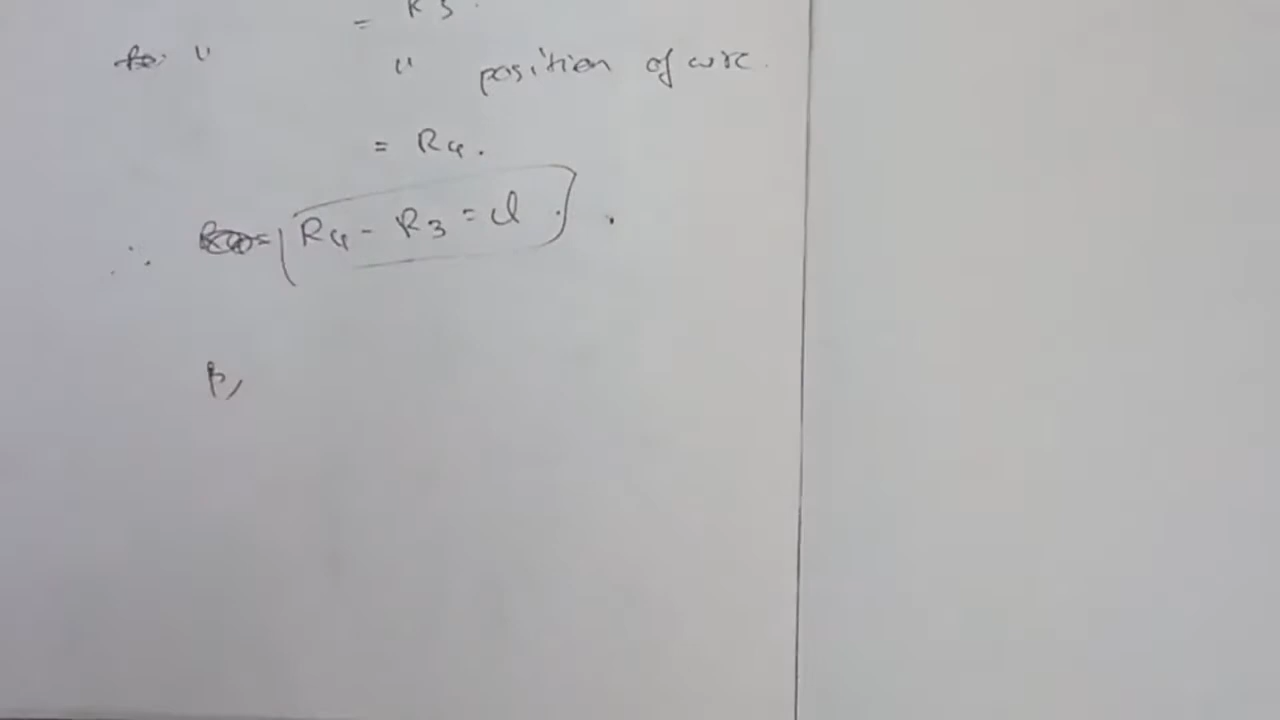 = R3.
for " " position of wrc.
= R4.
∴ R4 - R3 = d.
β,